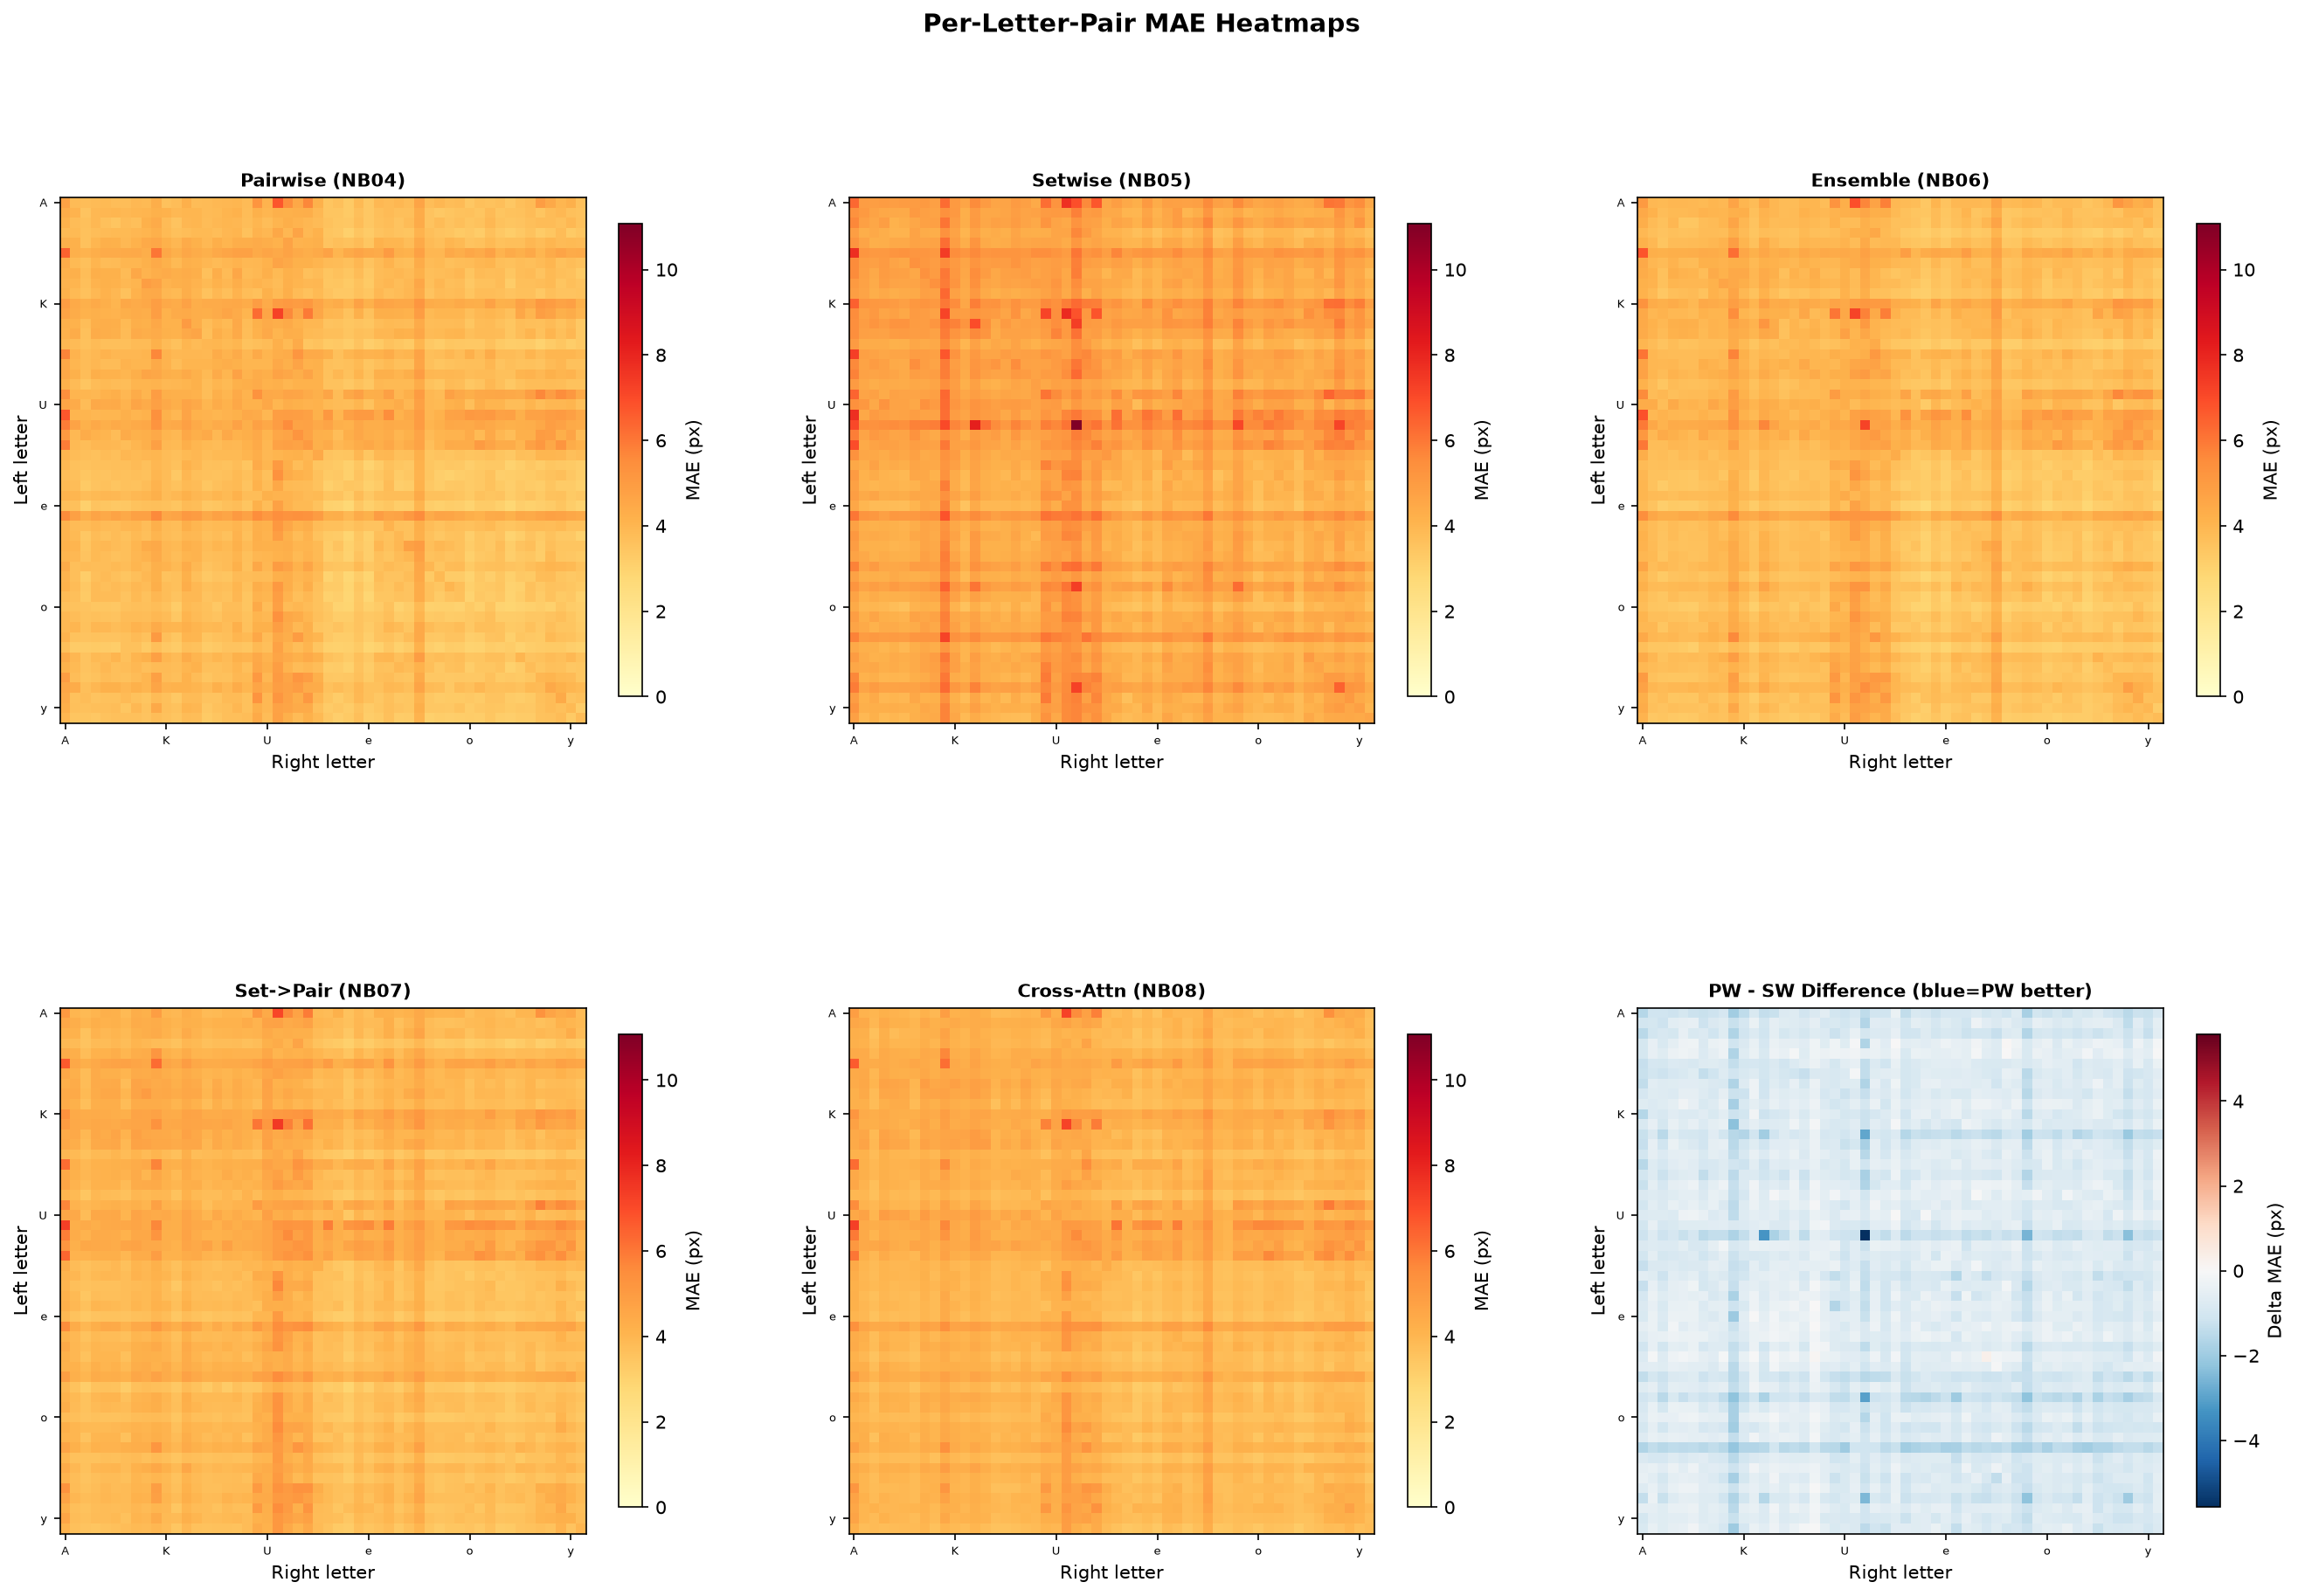 Per-Letter-Pair MAE Heatmaps
Pairwise (NB04)
Left letter
A
K
U
e
o
y
A K U e o y
Right letter
10
8
6
4
2
0
MAE (px)
Setwise (NB05)
Left letter
A
K
U
e
o
y
A K U e o y
Right letter
10
8
6
4
2
0
MAE (px)
Ensemble (NB06)
Left letter
A
K
U
e
o
y
A K U e o y
Right letter
10
8
6
4
2
0
MAE (px)
Set->Pair (NB07)
Left letter
A
K
U
e
o
y
A K U e o y
Right letter
10
8
6
4
2
0
MAE (px)
Cross-Attn (NB08)
Left letter
A
K
U
e
o
y
A K U e o y
Right letter
10
8
6
4
2
0
MAE (px)
PW - SW Difference (blue=PW better)
Left letter
A
K
U
e
o
y
A K U e o y
Right letter
4
2
0
−2
−4
Delta MAE (px)